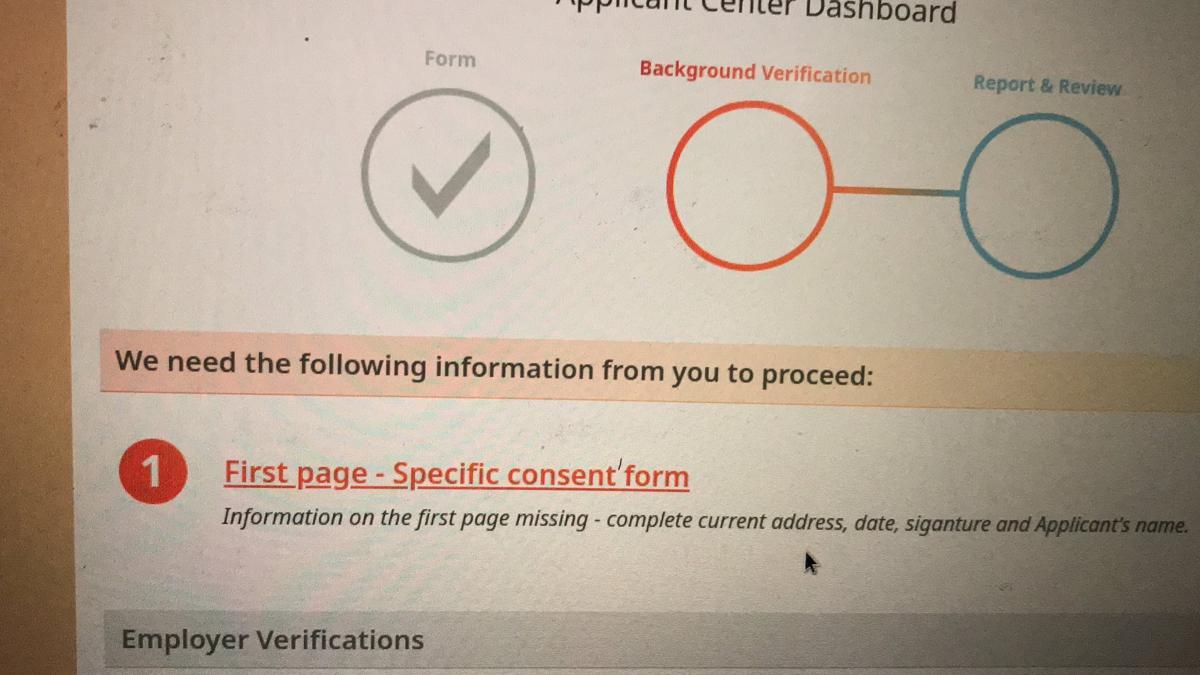 Applicant Center Dashboard
Form
Background Verification
Report & Review
We need the following information from you to proceed:
1
First page - Specific consent form
Information on the first page missing - complete current address, date, siganture and Applicant's name.
Employer Verifications